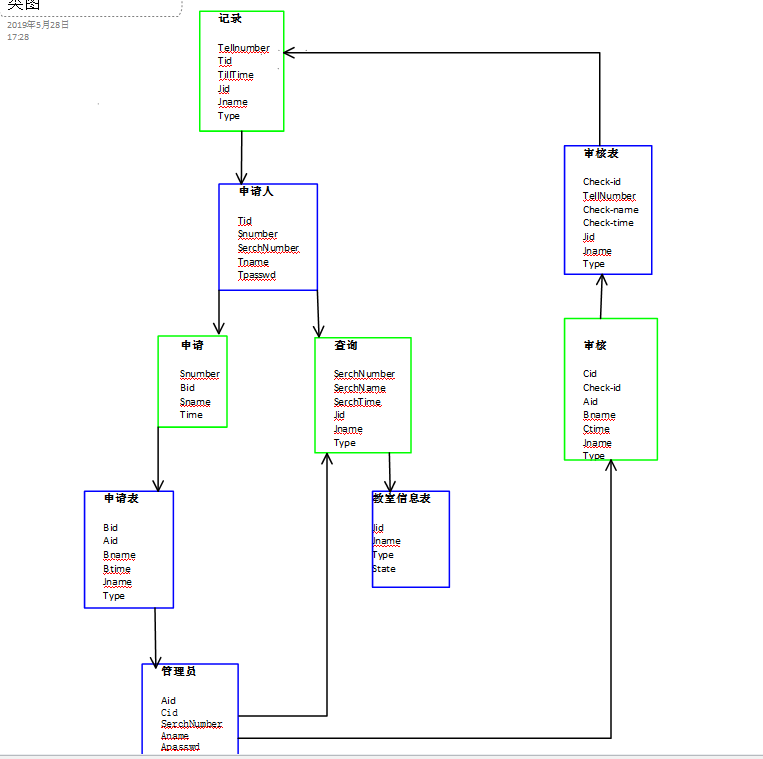 类图
2019年5月28日
17:28
记录
Tellnumber
Tid
TillTime
Jid
Jname
Type
申请人
Tid
Snumber
SerchNumber
Tname
Tpasswd
审核表
Check-id
TellNumber
Check-name
Check-time
Jid
Jname
Type
申请
Snumber
Bid
Sname
Time
查询
SerchNumber
SerchName
SerchTime
Jid
Jname
Type
审核
Cid
Check-id
Aid
Bname
Ctime
Jname
Type
申请表
Bid
Aid
Bname
Btime
Jname
Type
教室信息表
Jid
Jname
Type
State
管理员
Aid
Cid
SerchNumber
Aname
Apasswd